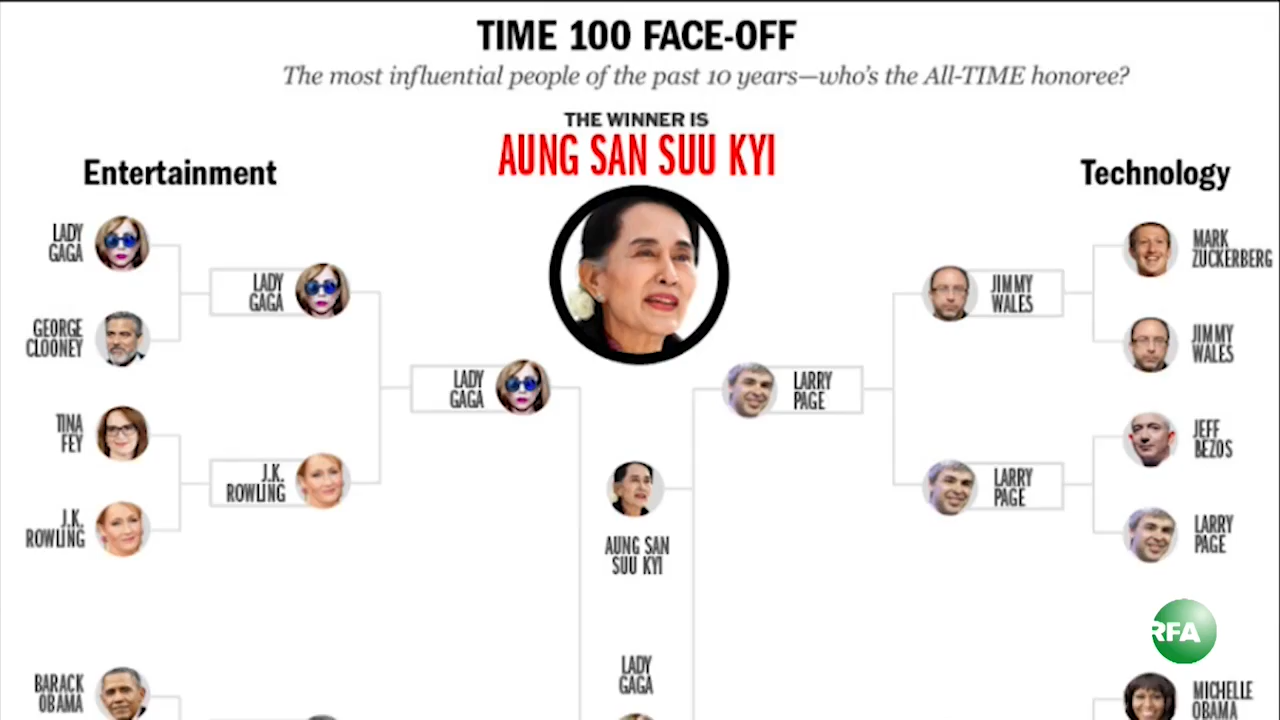 TIME 100 FACE-OFF
The most influential people of the past 10 years—who's the All-TIME honoree?
THE WINNER IS
AUNG SAN SUU KYI
Entertainment
Technology
LADY
GAGA
GEORGE
CLOONEY
TINA
FEY
J.K.
ROWLING
LADY
GAGA
J.K.
ROWLING
LADY
GAGA
AUNG SAN
SUU KYI
LADY
GAGA
LARRY
PAGE
JIMMY
WALES
LARRY
PAGE
MARK
ZUCKERBERG
JIMMY
WALES
JEFF
BEZOS
LARRY
PAGE
RFA
BARACK
OBAMA
MICHELLE
OBAMA